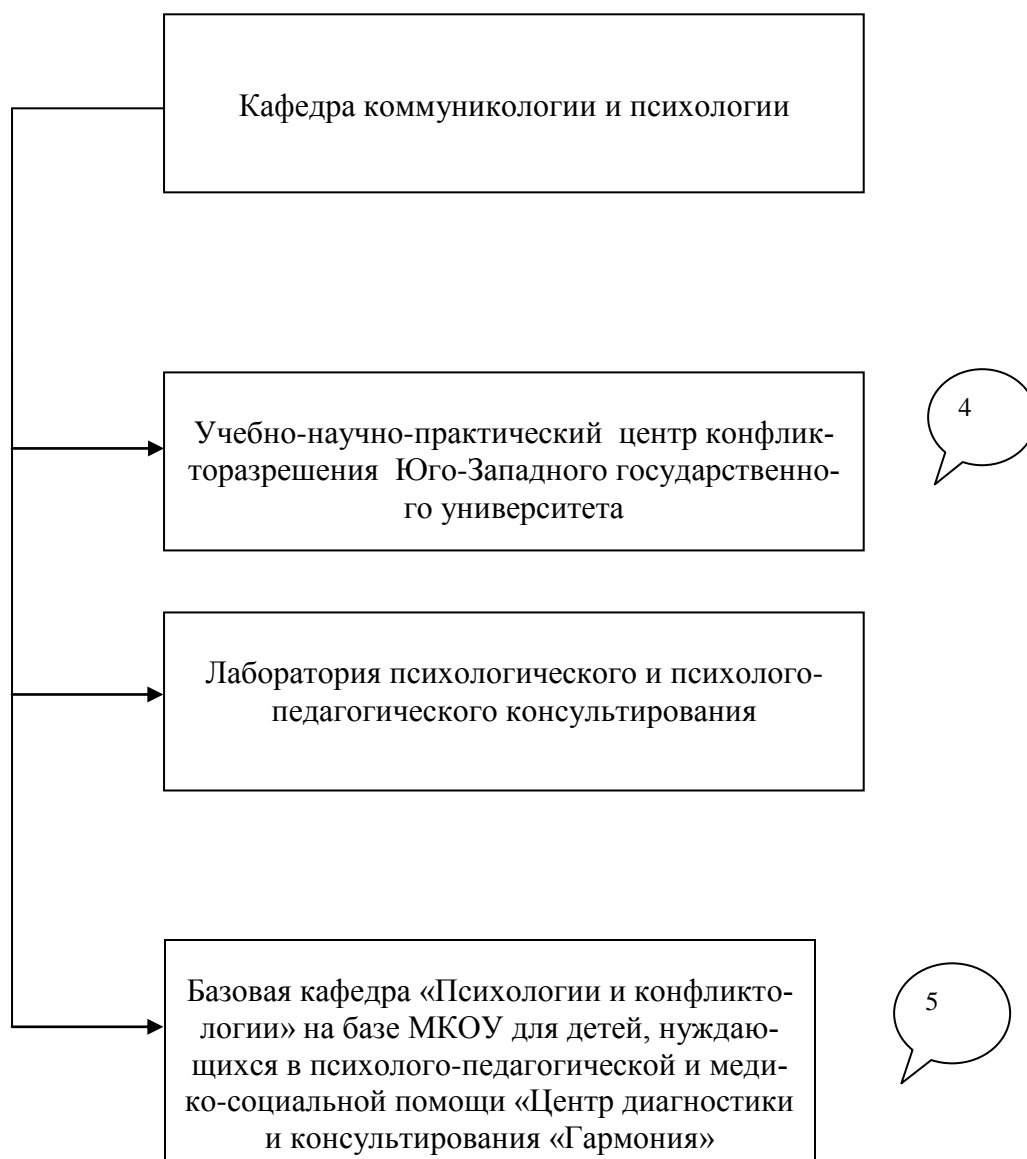 Кафедра коммуникологии и психологии
Учебно-научно-практический центр конфлик-
торазрешения Юго-Западного государственно-
го университета
4
Лаборатория психологического и психолого-
педагогического консультирования
Базовая кафедра «Психологии и конфликто-
логии» на базе МКОУ для детей, нуждаю-
щихся в психолого-педагогической и меди-
ко-социальной помощи «Центр диагностики
и консультирования «Гармония»
5